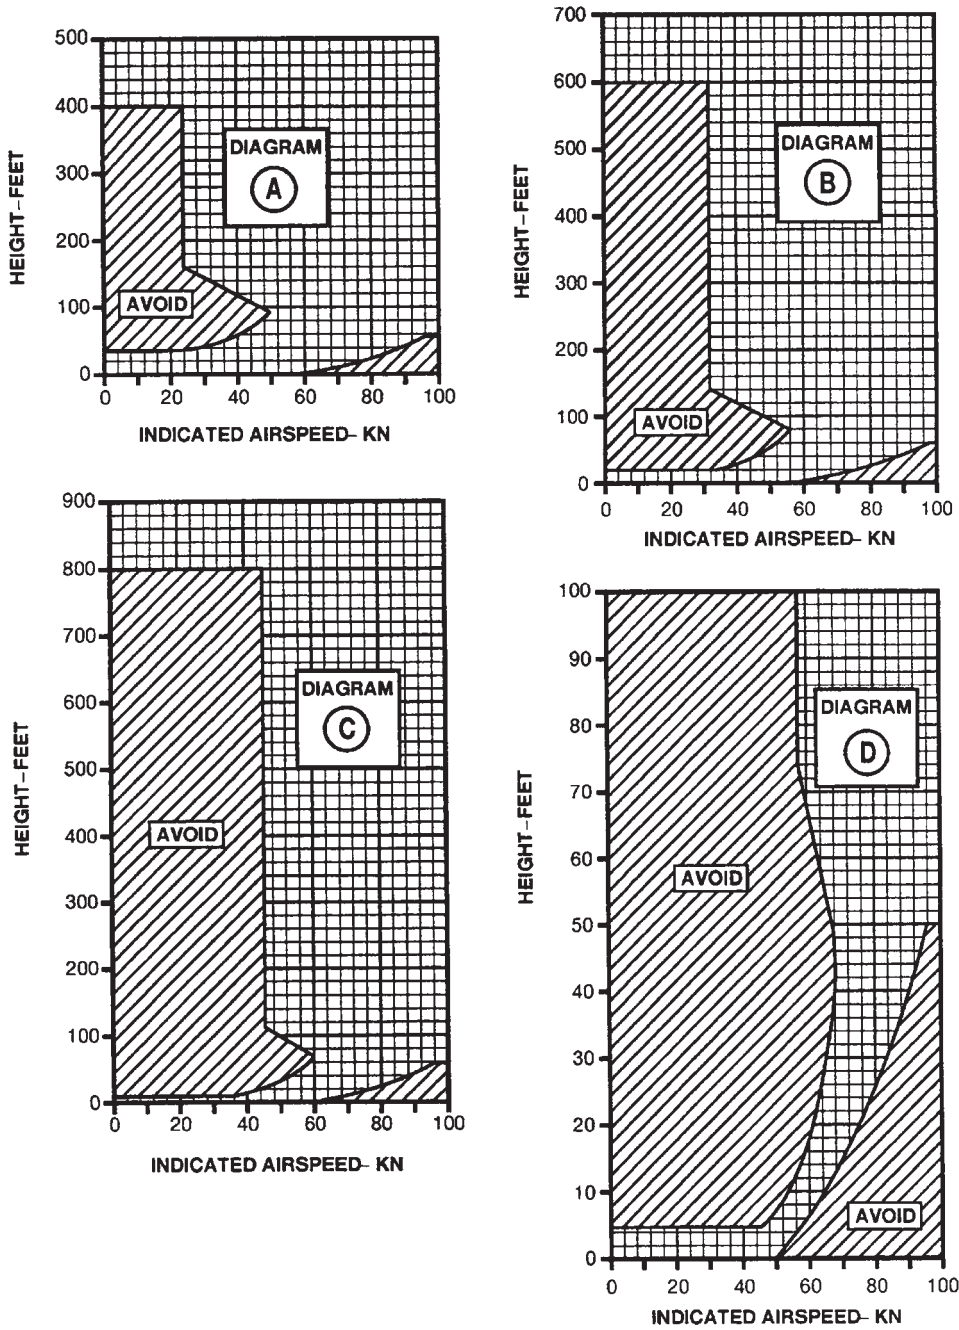 500
400
300
200
100
0
HEIGHT–FEET
DIAGRAM
A
AVOID
0 20 40 60 80 100
INDICATED AIRSPEED– KN
700
600
500
400
300
200
100
0
HEIGHT–FEET
DIAGRAM
B
AVOID
0 20 40 60 80 100
INDICATED AIRSPEED– KN
900
800
700
600
500
400
300
200
100
0
HEIGHT–FEET
DIAGRAM
C
AVOID
0 20 40 60 80 100
INDICATED AIRSPEED– KN
100
90
80
70
60
50
40
30
20
10
0
HEIGHT–FEET
DIAGRAM
D
AVOID
AVOID
0 20 40 60 80 100
INDICATED AIRSPEED– KN